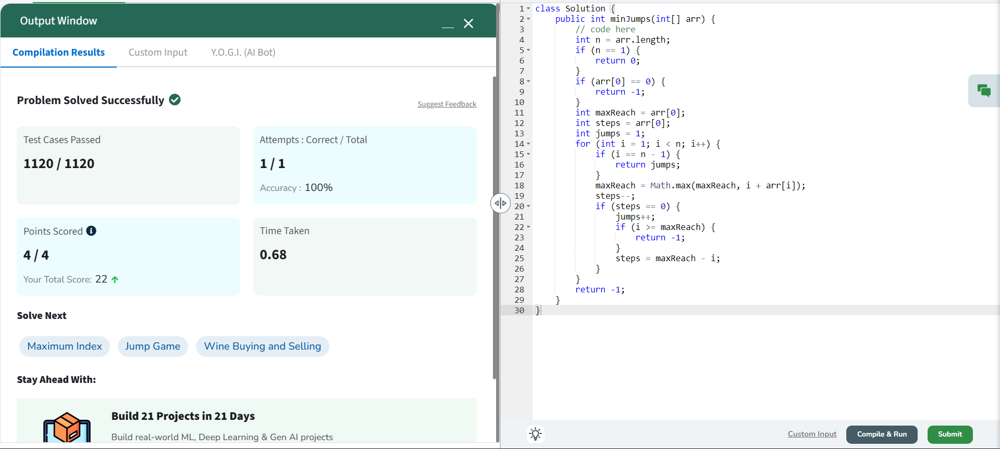 Output Window
Compilation Results Custom Input Y.O.G.I. (AI Bot)
Problem Solved Successfully
Suggest Feedback
Test Cases Passed
1120 / 1120
Attempts : Correct / Total
1 / 1
Accuracy : 100%
Points Scored
4 / 4
Your Total Score: 22
Time Taken
0.68
Solve Next
Maximum Index Jump Game Wine Buying and Selling
Stay Ahead With:
Build 21 Projects in 21 Days
Build real-world ML, Deep Learning & Gen AI projects
1 class Solution {
2     public int minJumps(int[] arr) {
3         // code here
4         int n = arr.length;
5         if (n == 1) {
6             return 0;
7         }
8         if (arr[0] == 0) {
9             return -1;
10         }
11         int maxReach = arr[0];
12         int steps = arr[0];
13         int jumps = 1;
14         for (int i = 1; i < n; i++) {
15             if (i == n - 1) {
16                 return jumps;
17             }
18             maxReach = Math.max(maxReach, i + arr[i]);
19             steps--;
20             if (steps == 0) {
21                 jumps++;
22                 if (i >= maxReach) {
23                     return -1;
24                 }
25                 steps = maxReach - i;
26             }
27         }
28         return -1;
29     }
30 }
Custom Input Compile & Run Submit